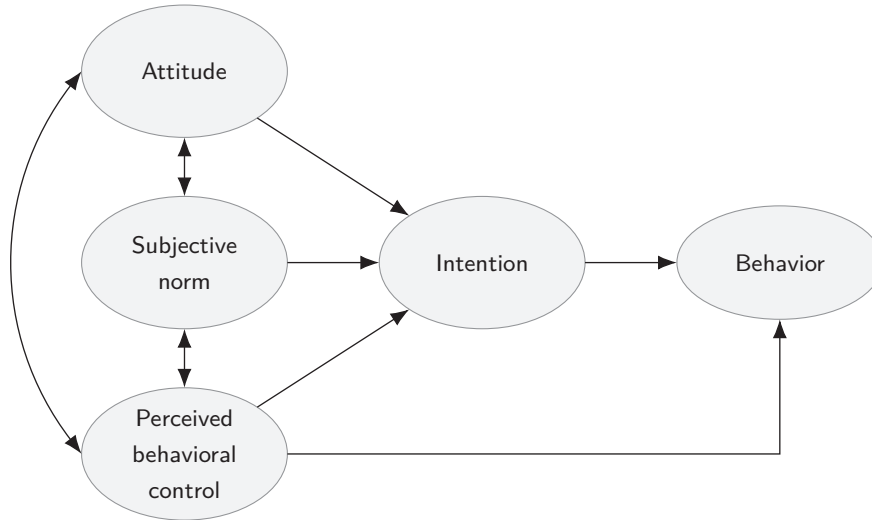 Attitude
Subjective
norm
Intention
Behavior
Perceived
behavioral
control